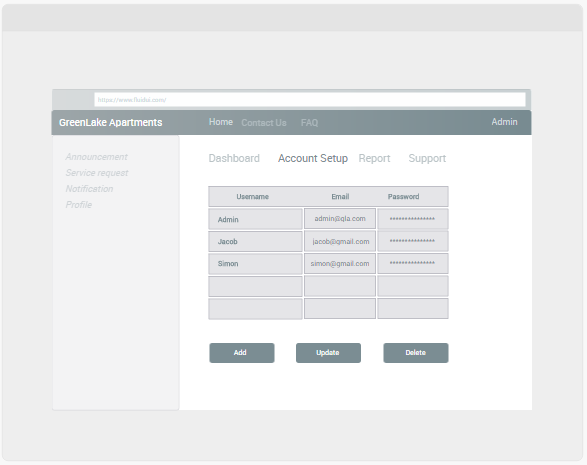 https://www.fluidui.com/
GreenLake Apartments Home Contact Us FAQ Admin
Announcement
Service request
Notification
Profile
Dashboard Account Setup Report Support
Username Email Password
Admin admin@gla.com ***************
Jacob jacob@gmail.com ***************
Simon simon@gmail.com ***************
Add Update Delete